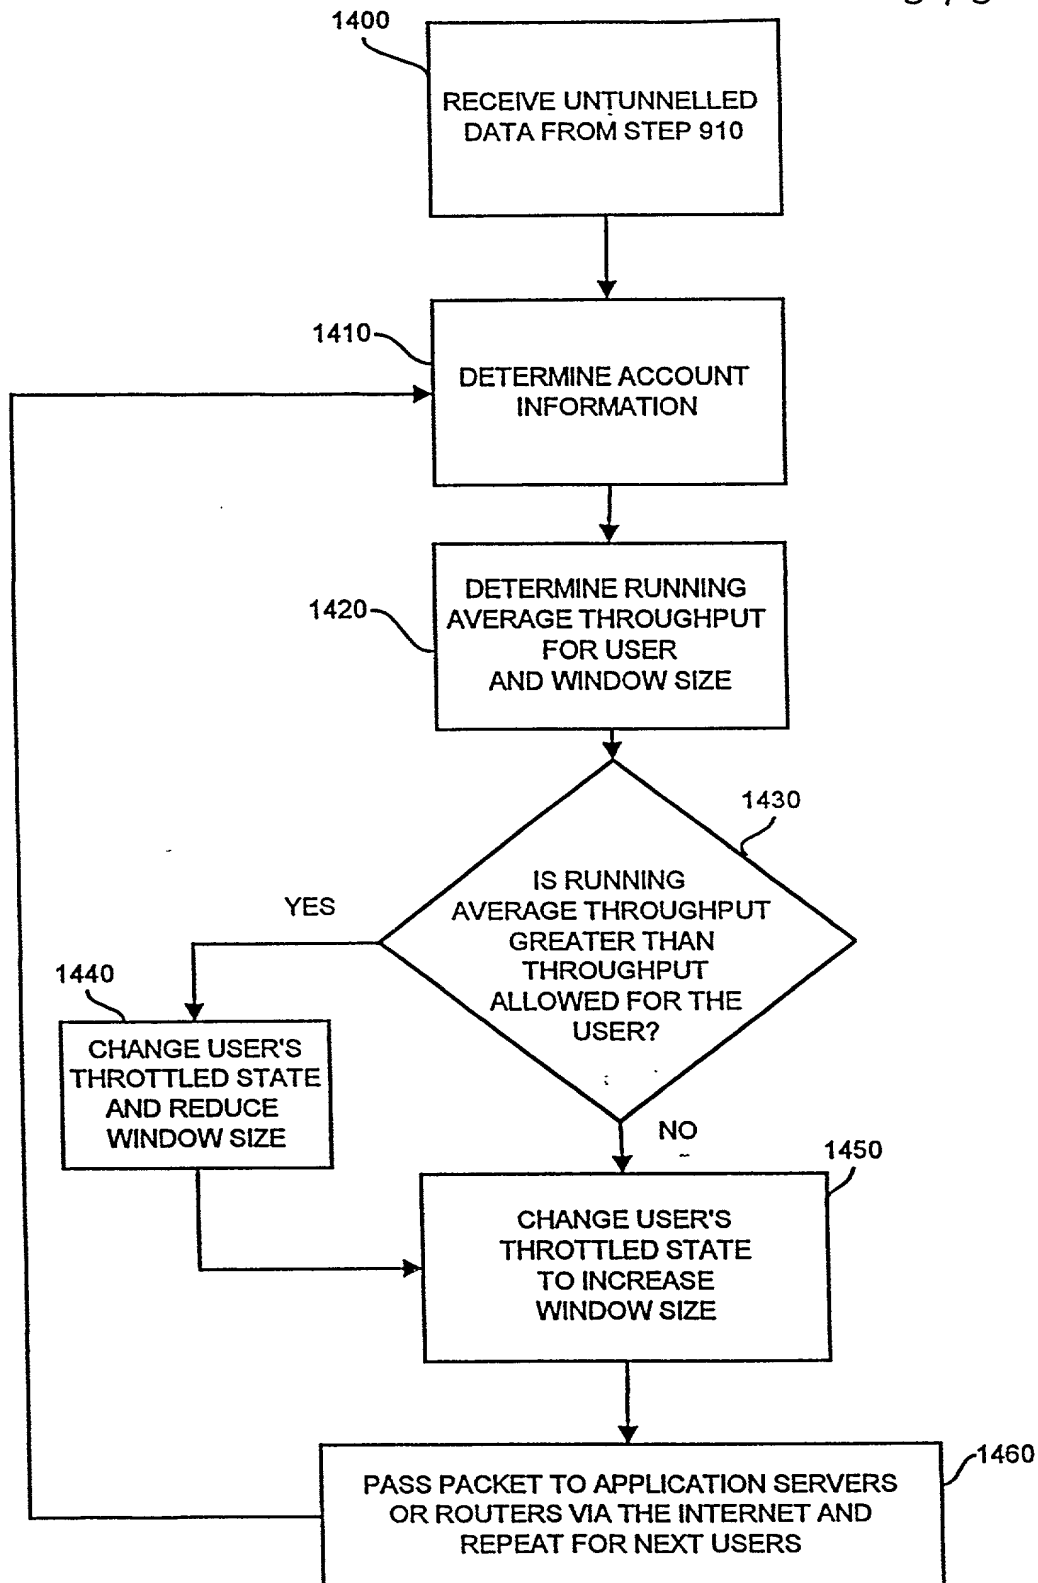 1400
RECEIVE UNTUNNELLED
DATA FROM STEP 910
1410
DETERMINE ACCOUNT
INFORMATION
1420
DETERMINE RUNNING
AVERAGE THROUGHPUT
FOR USER
AND WINDOW SIZE
1430
IS RUNNING
AVERAGE THROUGHPUT
GREATER THAN
THROUGHPUT
ALLOWED FOR THE
USER?
YES
1440
CHANGE USER'S
THROTTLED STATE
AND REDUCE
WINDOW SIZE
NO
1450
CHANGE USER'S
THROTTLED STATE
TO INCREASE
WINDOW SIZE
1460
PASS PACKET TO APPLICATION SERVERS
OR ROUTERS VIA THE INTERNET AND
REPEAT FOR NEXT USERS